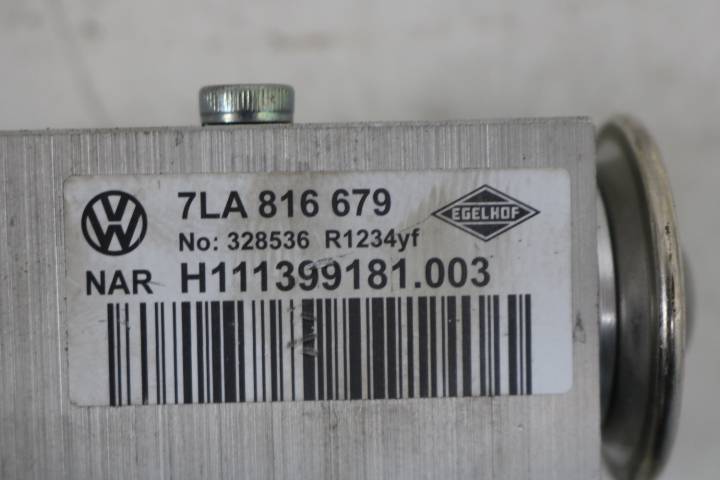 VW
7LA 816 679
EGELHOF
No: 328536 R1234yf
NAR H111399181.003